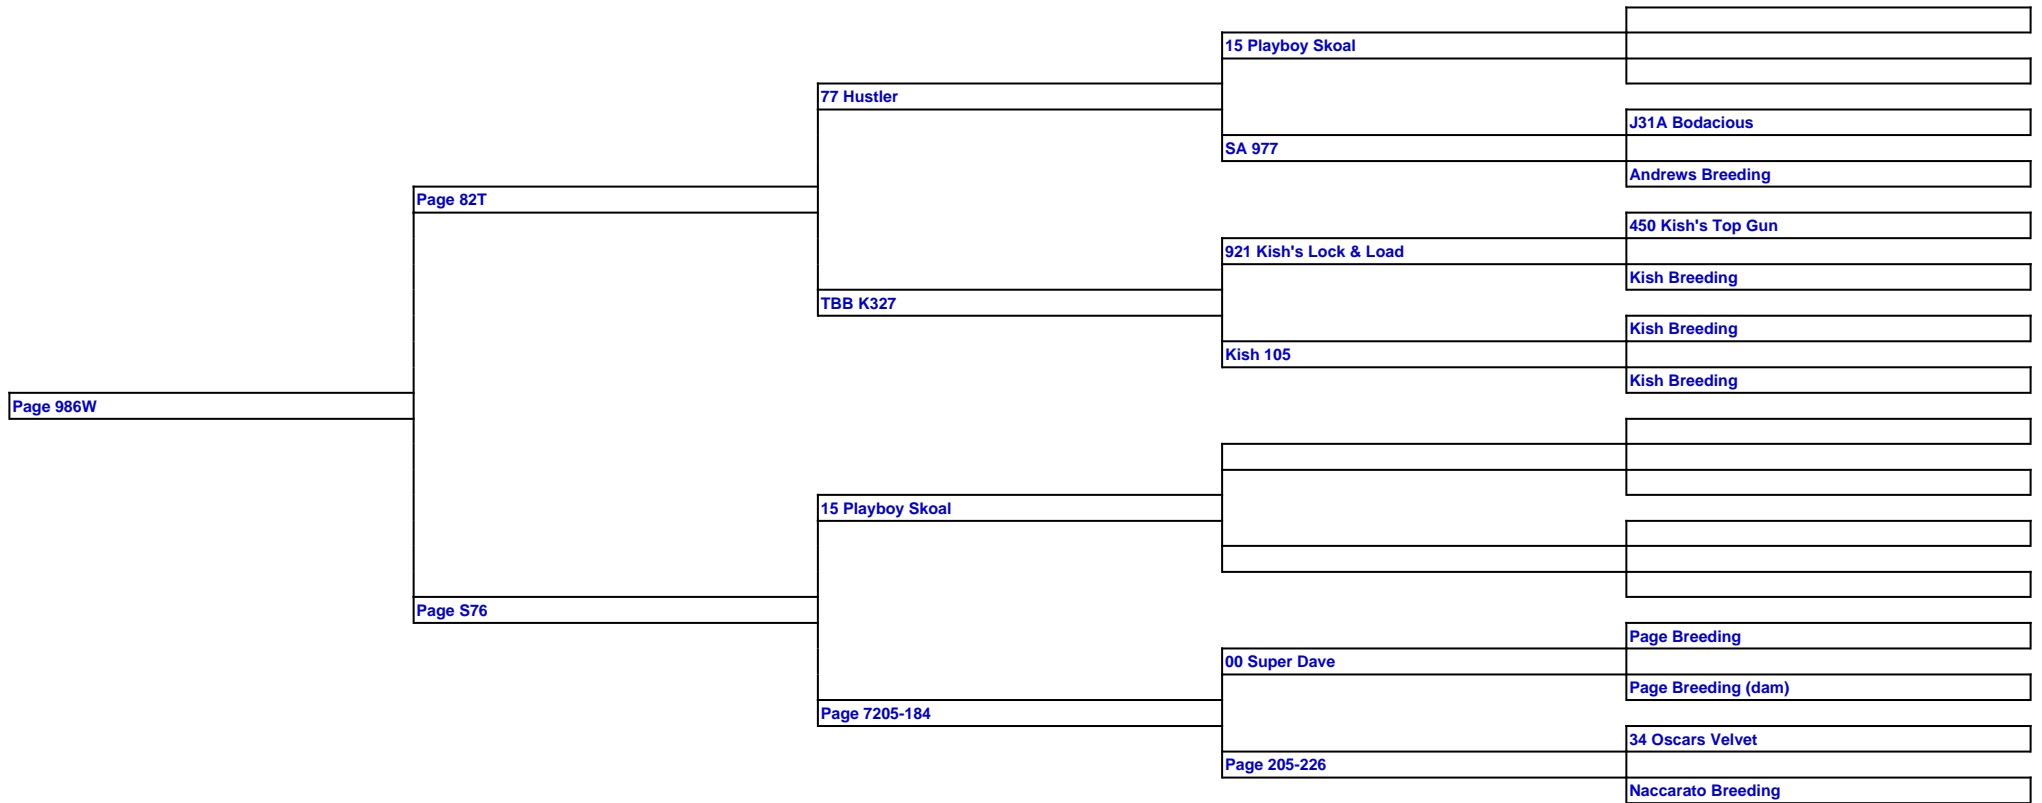 15 Playboy Skoal
77 Hustler
J31A Bodacious
SA 977
Andrews Breeding
Page 82T
450 Kish's Top Gun
921 Kish's Lock & Load
Kish Breeding
TBB K327
Kish Breeding
Kish 105
Kish Breeding
Page 986W
15 Playboy Skoal
Page S76
Page Breeding
00 Super Dave
Page Breeding (dam)
Page 7205-184
34 Oscars Velvet
Page 205-226
Naccarato Breeding